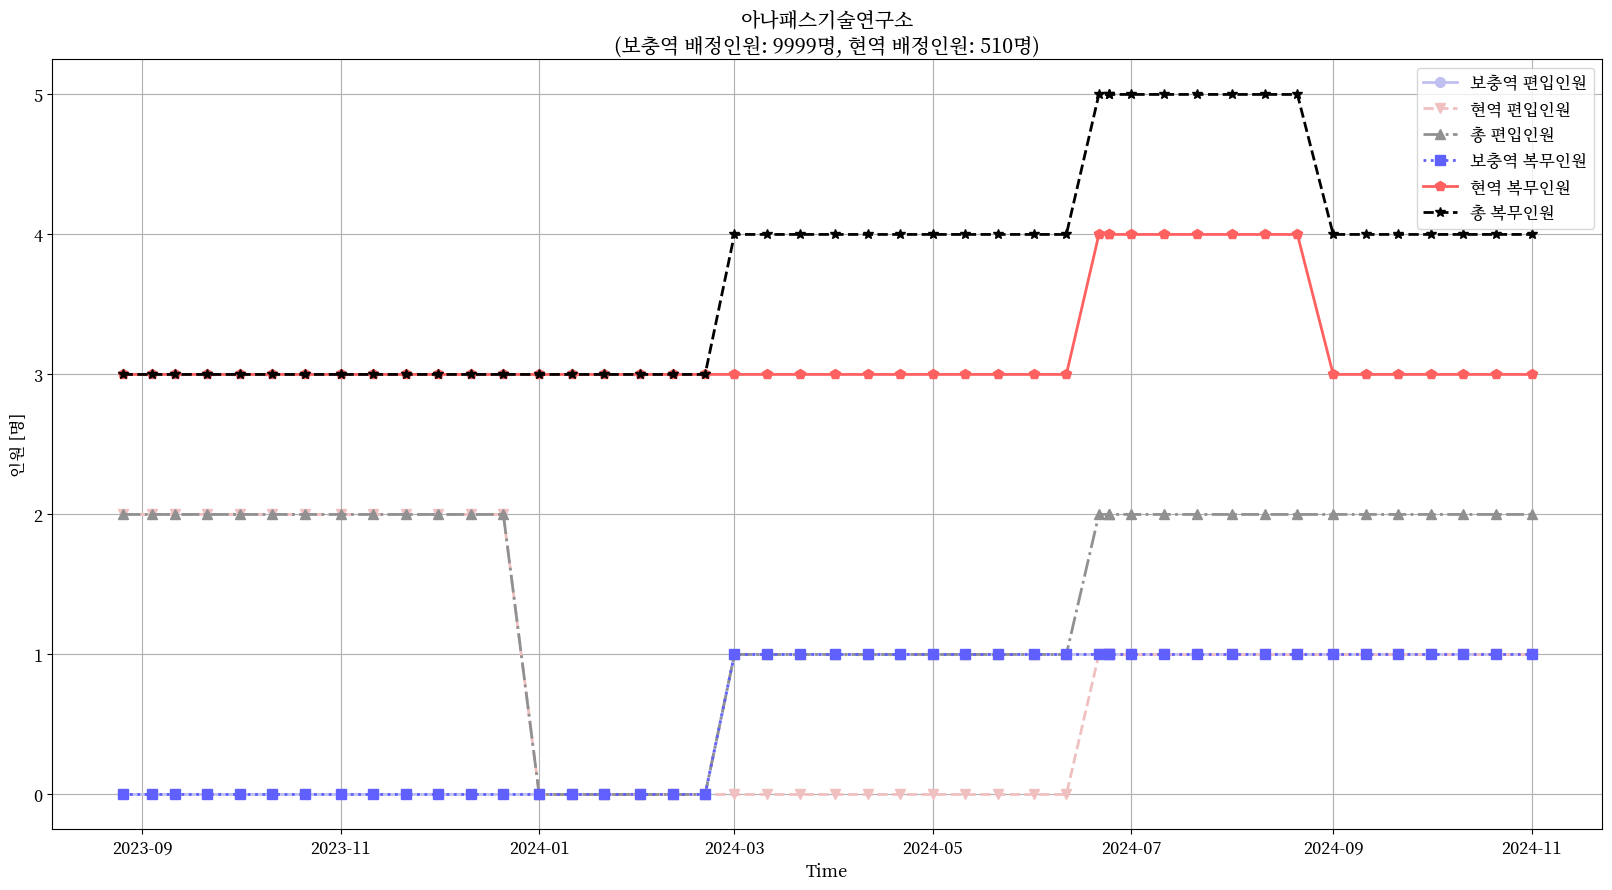 아나패스기술연구소
(보충역 배정인원: 9999명, 현역 배정인원: 510명)
보충역 편입인원
현역 편입인원
총 편입인원
보충역 복무인원
현역 복무인원
총 복무인원
인원 [명]
5
4
3
2
1
0
2023-09
2023-11
2024-01
2024-03
2024-05
2024-07
2024-09
2024-11
Time